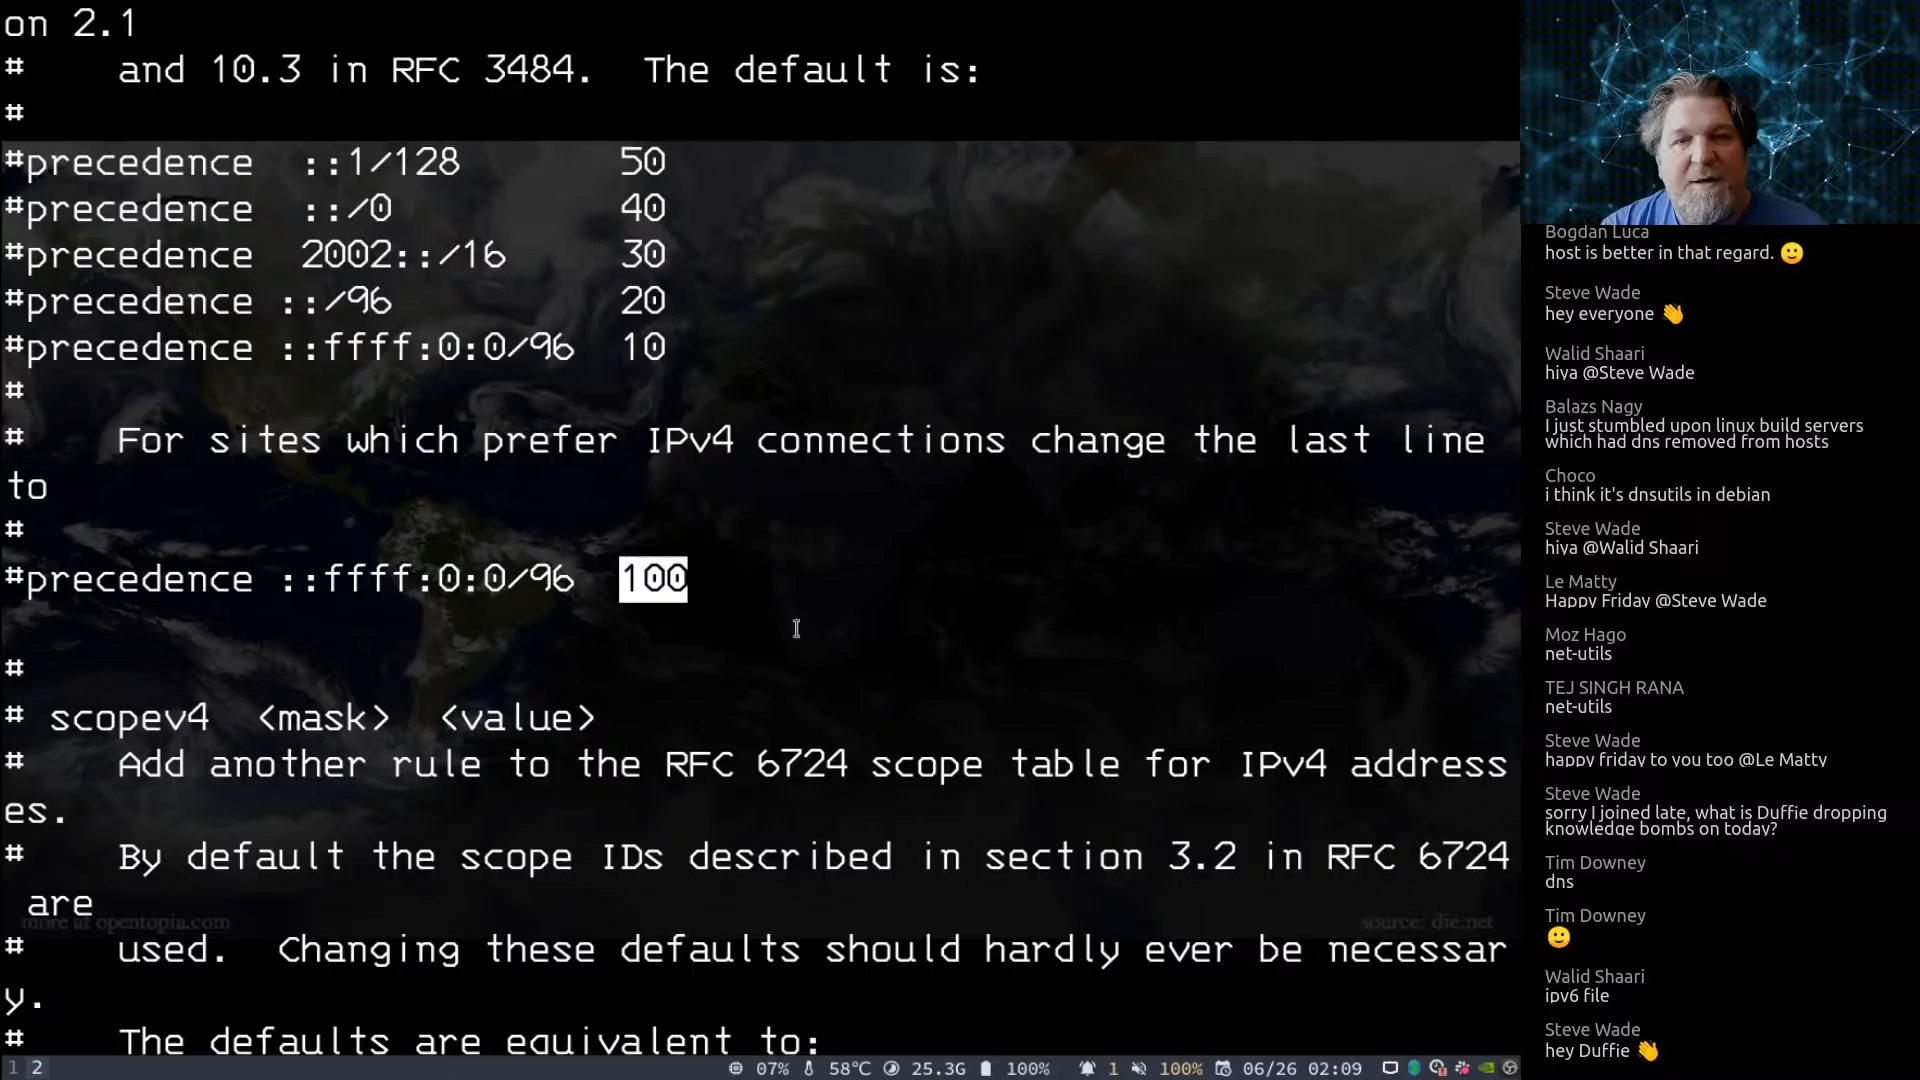 on 2.1
#    and 10.3 in RFC 3484.  The default is:
#
#precedence  ::1/128       50
#precedence  ::/0          40
#precedence  2002::/16     30
#precedence ::/96          20
#precedence ::ffff:0:0/96  10
#
#    For sites which prefer IPv4 connections change the last line
to
#
#precedence ::ffff:0:0/96  100
#
# scopev4  <mask>  <value>
#    Add another rule to the RFC 6724 scope table for IPv4 address
es.
#    By default the scope IDs described in section 3.2 in RFC 6724
are
more at opentopia.com
source: die.net
#    used.  Changing these defaults should hardly ever be necessar
y.
#    The defaults are equivalent to:
1 2
07% 58°C 25.3G 100% 1 100% 06/26 02:09
Bogdan Luca
host is better in that regard. 🙂
Steve Wade
hey everyone 👋
Walid Shaari
hiya @Steve Wade
Balazs Nagy
I just stumbled upon linux build servers
which had dns removed from hosts
Choco
i think it's dnsutils in debian
Steve Wade
hiya @Walid Shaari
Le Matty
Happy Friday @Steve Wade
Moz Hago
net-utils
TEJ SINGH RANA
net-utils
Steve Wade
happy friday to you too @Le Matty
Steve Wade
sorry I joined late, what is Duffie dropping
knowledge bombs on today?
Tim Downey
dns
Tim Downey
🙂
Walid Shaari
ipv6 file
Steve Wade
hey Duffie 👋